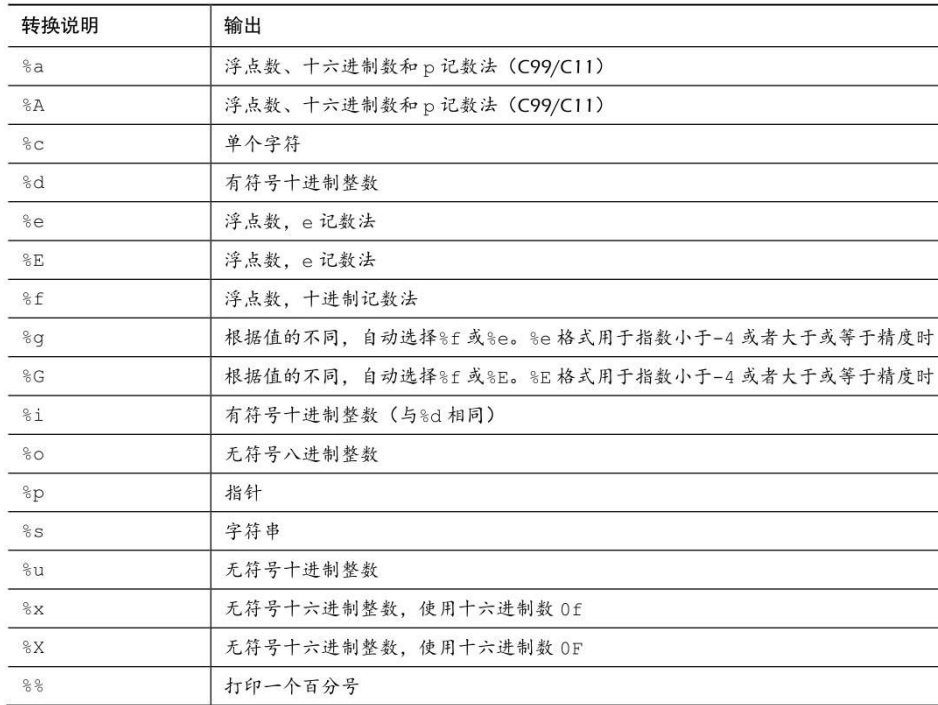 转换说明 输出
%a 浮点数、十六进制数和 p 记数法（C99/C11）
%A 浮点数、十六进制数和 p 记数法（C99/C11）
%c 单个字符
%d 有符号十进制整数
%e 浮点数，e 记数法
%E 浮点数，e 记数法
%f 浮点数，十进制记数法
%g 根据值的不同，自动选择%f 或%e。%e 格式用于指数小于-4 或者大于或等于精度时
%G 根据值的不同，自动选择%f 或%E。%E 格式用于指数小于-4 或者大于或等于精度时
%i 有符号十进制整数（与%d 相同）
%o 无符号八进制整数
%p 指针
%s 字符串
%u 无符号十进制整数
%x 无符号十六进制整数，使用十六进制数 0f
%X 无符号十六进制整数，使用十六进制数 0F
%% 打印一个百分号